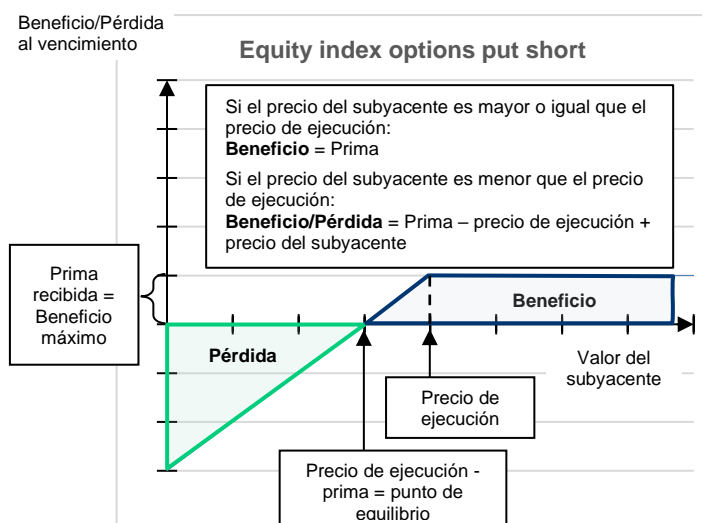 Beneficio/Pérdida
al vencimiento
Equity index options put short
Si el precio del subyacente es mayor o igual que el
precio de ejecución:
Beneficio = Prima
Si el precio del subyacente es menor que el precio
de ejecución:
Beneficio/Pérdida = Prima – precio de ejecución +
precio del subyacente
Prima
recibida =
Beneficio
máximo
Beneficio
Pérdida
Valor del
subyacente
Precio de
ejecución
Precio de ejecución -
prima = punto de
equilibrio